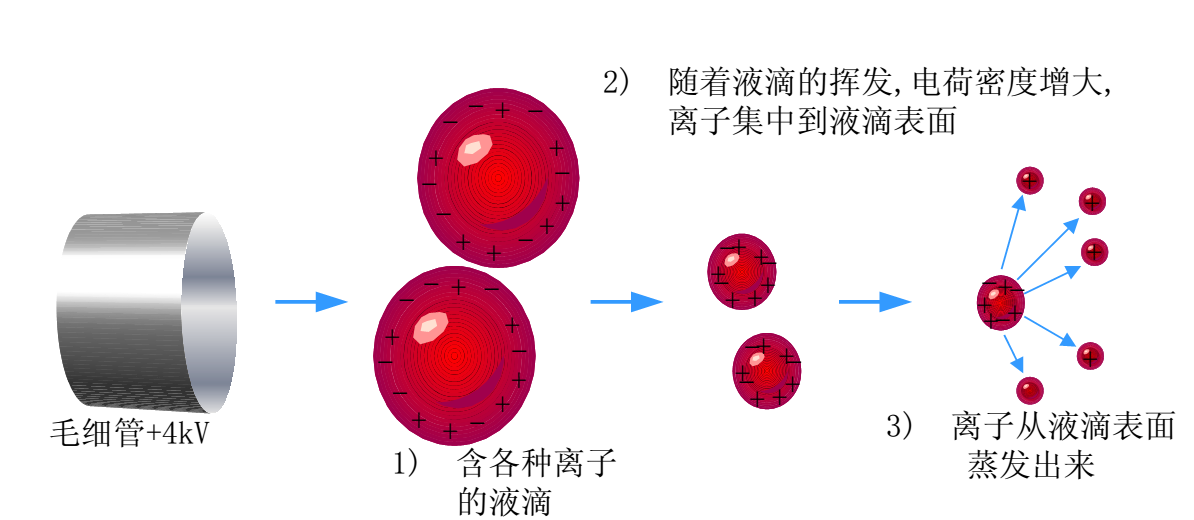 2) 随着液滴的挥发,电荷密度增大,
离子集中到液滴表面
毛细管+4kV
1) 含各种离子
的液滴
3) 离子从液滴表面
蒸发出来